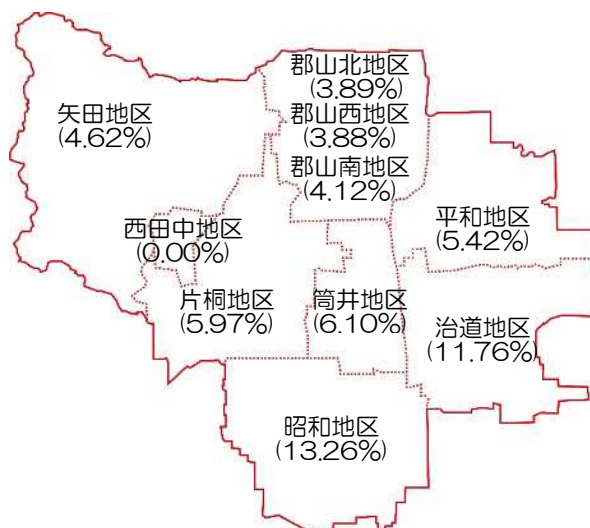 郡山北地区
(3.89%)
郡山西地区
(3.88%)
郡山南地区
(4.12%)
矢田地区
(4.62%)
平和地区
(5.42%)
西田中地区
(0.00%)
片桐地区
(5.97%)
筒井地区
(6.10%)
治道地区
(11.76%)
昭和地区
(13.26%)